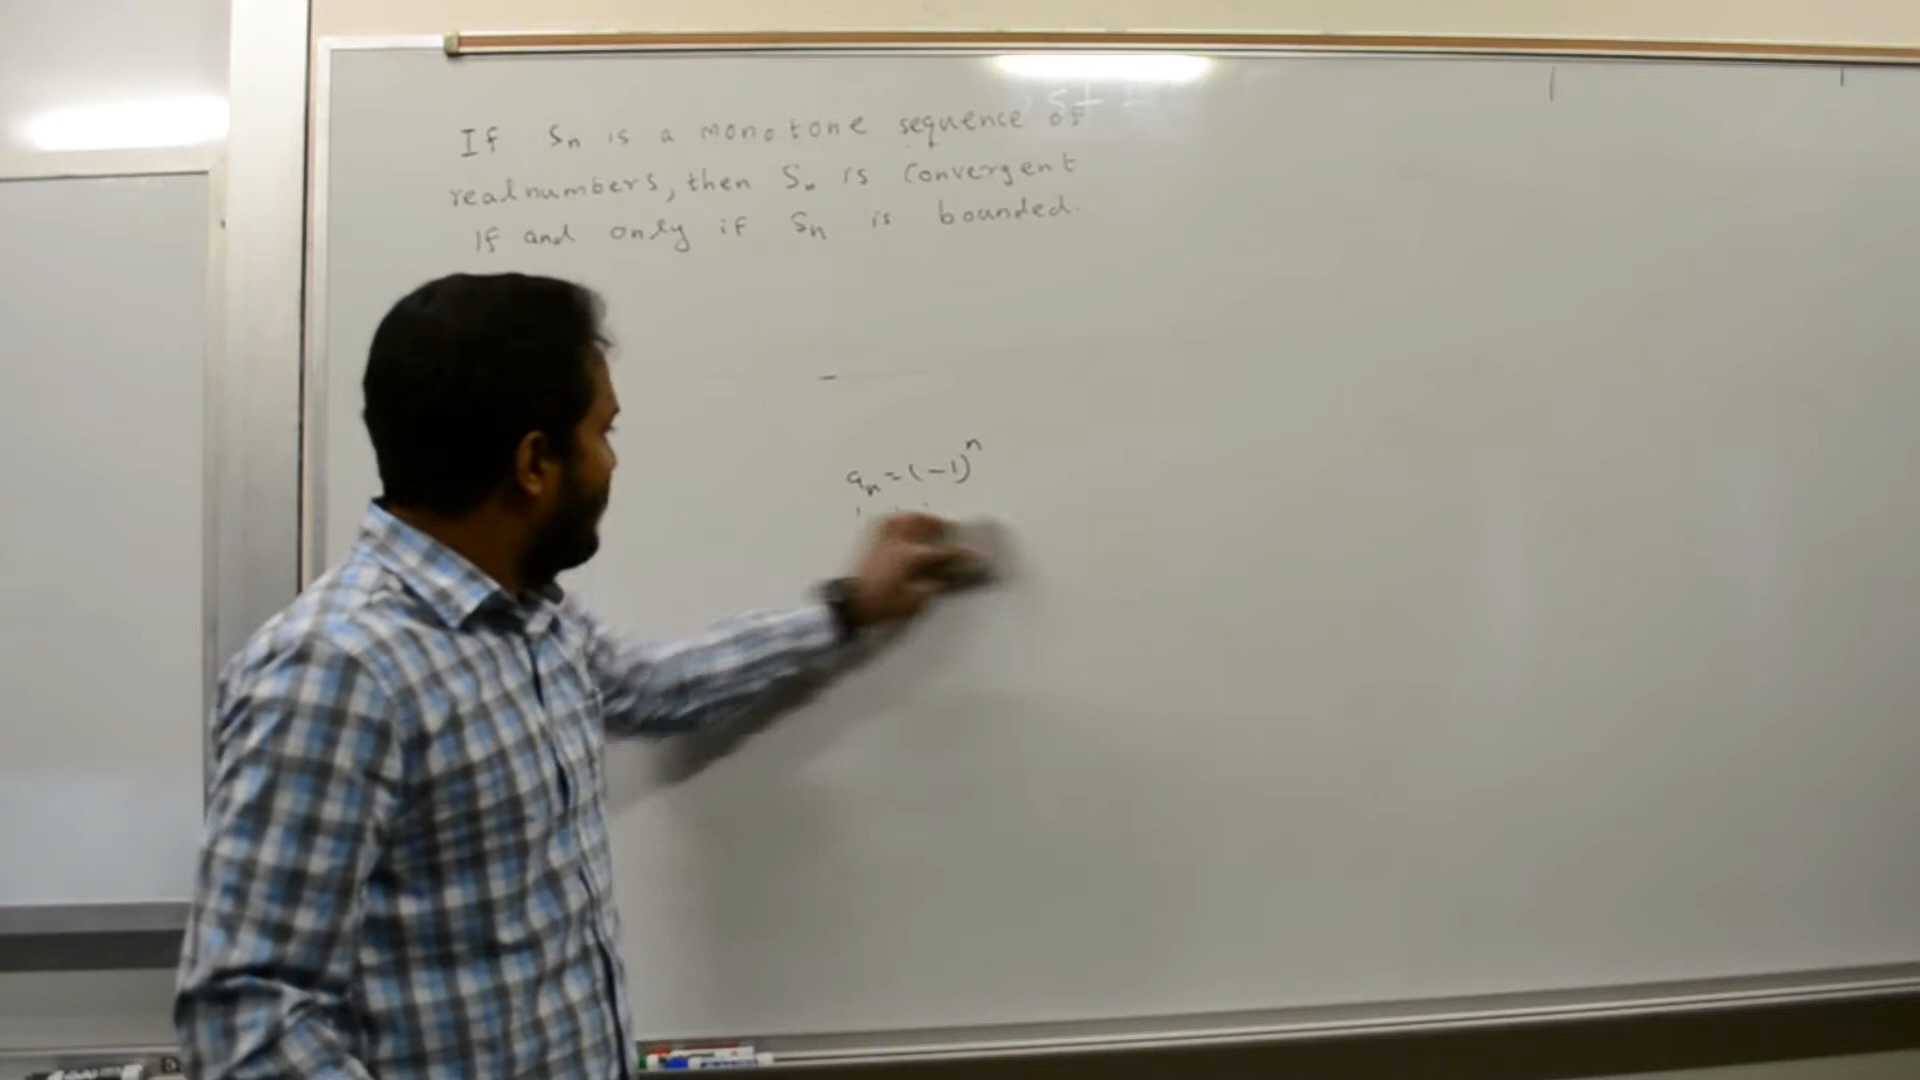 If Sn is a monotone sequence of
real numbers, then Sn is convergent
If and only if Sn is bounded.
an = (-1)^n